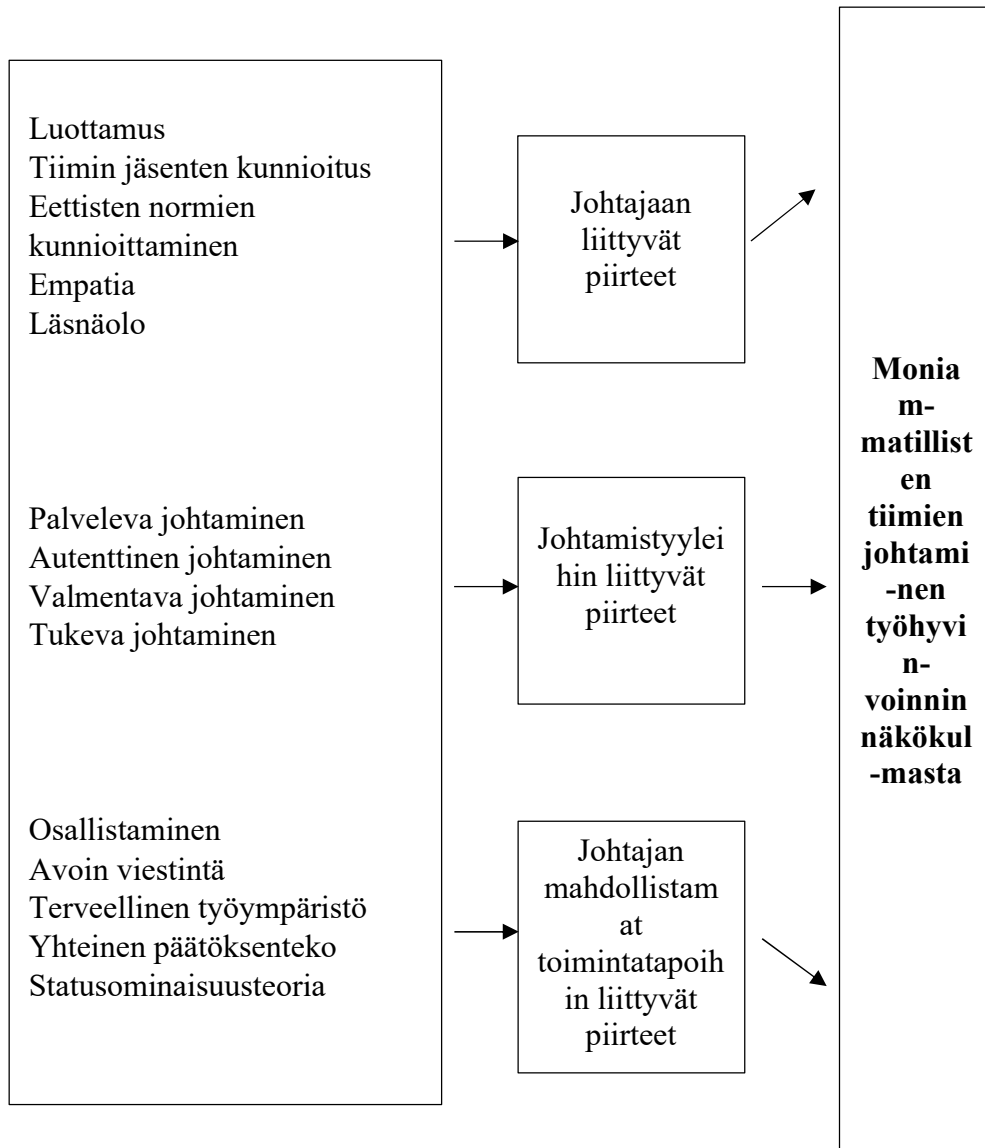 Luottamus
Tiimin jäsenten kunnioitus
Eettisten normien
kunnioittaminen
Empatia
Läsnäolo
Johtajaan
liittyvät
piirteet
Palveleva johtaminen
Autenttinen johtaminen
Valmentava johtaminen
Tukeva johtaminen
Johtamistyylei
hin liittyvät
piirteet
Osallistaminen
Avoin viestintä
Terveellinen työympäristö
Yhteinen päätöksenteko
Statusominaisuusteoria
Johtajan
mahdollistam
at
toimintatapoih
in liittyvät
piirteet
Monia
m-
matillist
en
tiimien
johtami
-nen
työhyvi
n-
voinnin
näkökul
-masta